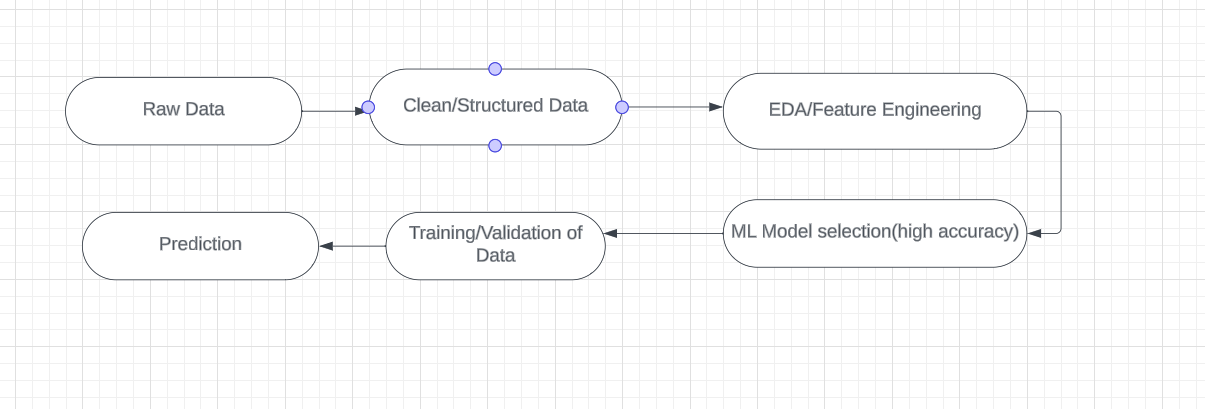 Raw Data
Clean/Structured Data
EDA/Feature Engineering
ML Model selection(high accuracy)
Training/Validation of
Data
Prediction